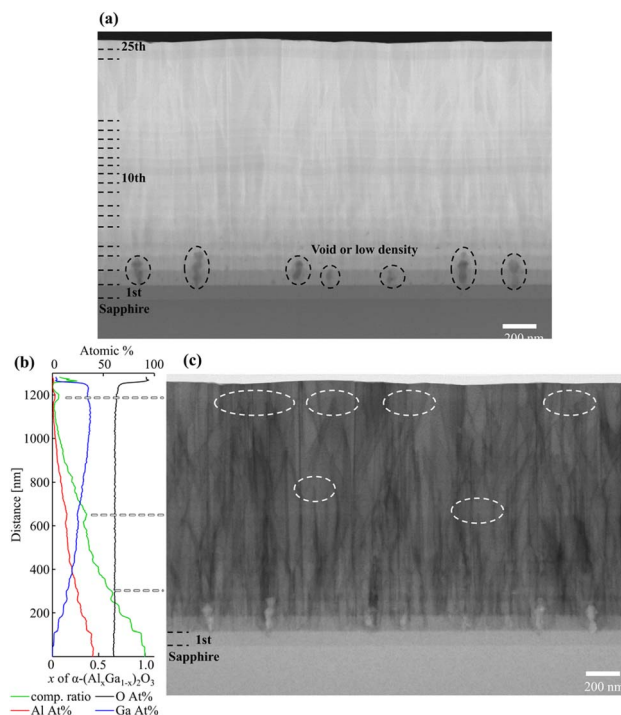 (a)
25th
10th
Void or low density
1st
Sapphire
200 nm
(b)
Atomic %
0 50 100
1200
1000
800
600
400
200
Distance [nm]
0 0.5 1.0
x of α-(AlxGa1-x)2O3
comp. ratio O At%
Al At% Ga At%
(c)
1st
Sapphire
200 nm